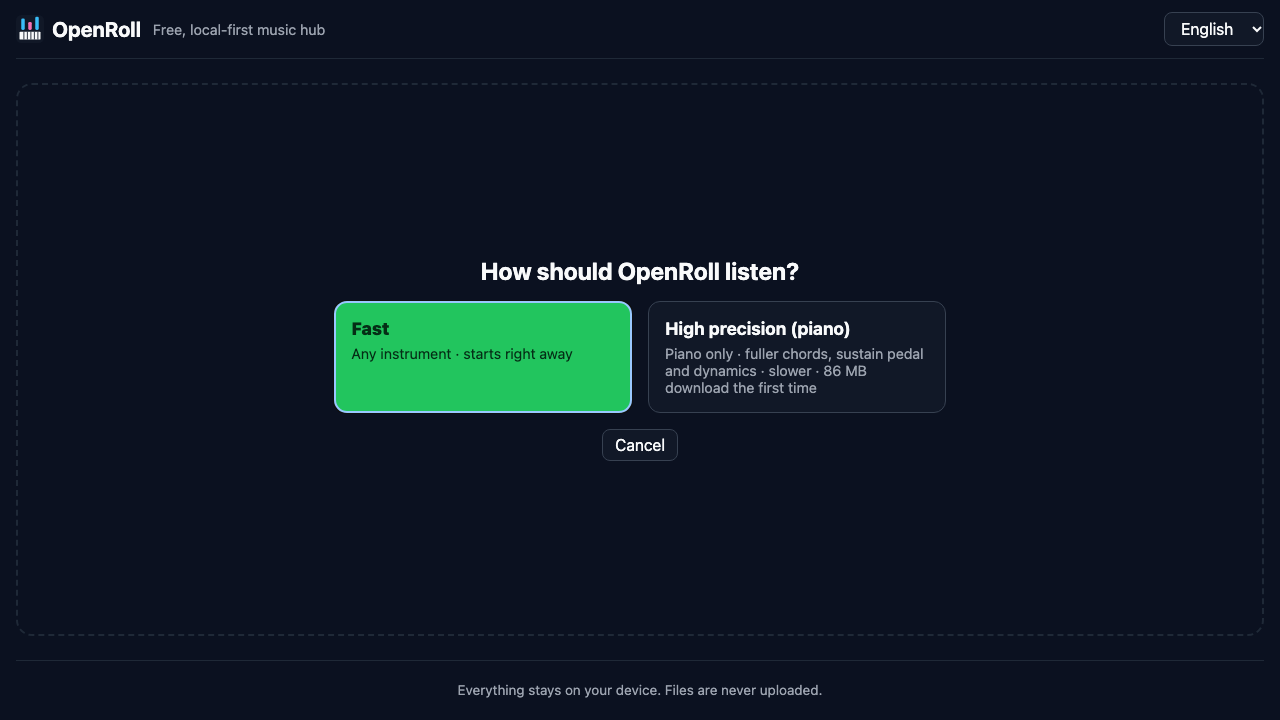 OpenRoll Free, local-first music hub English
How should OpenRoll listen?
Fast
Any instrument · starts right away
High precision (piano)
Piano only · fuller chords, sustain pedal
and dynamics · slower · 86 MB
download the first time
Cancel
Everything stays on your device. Files are never uploaded.